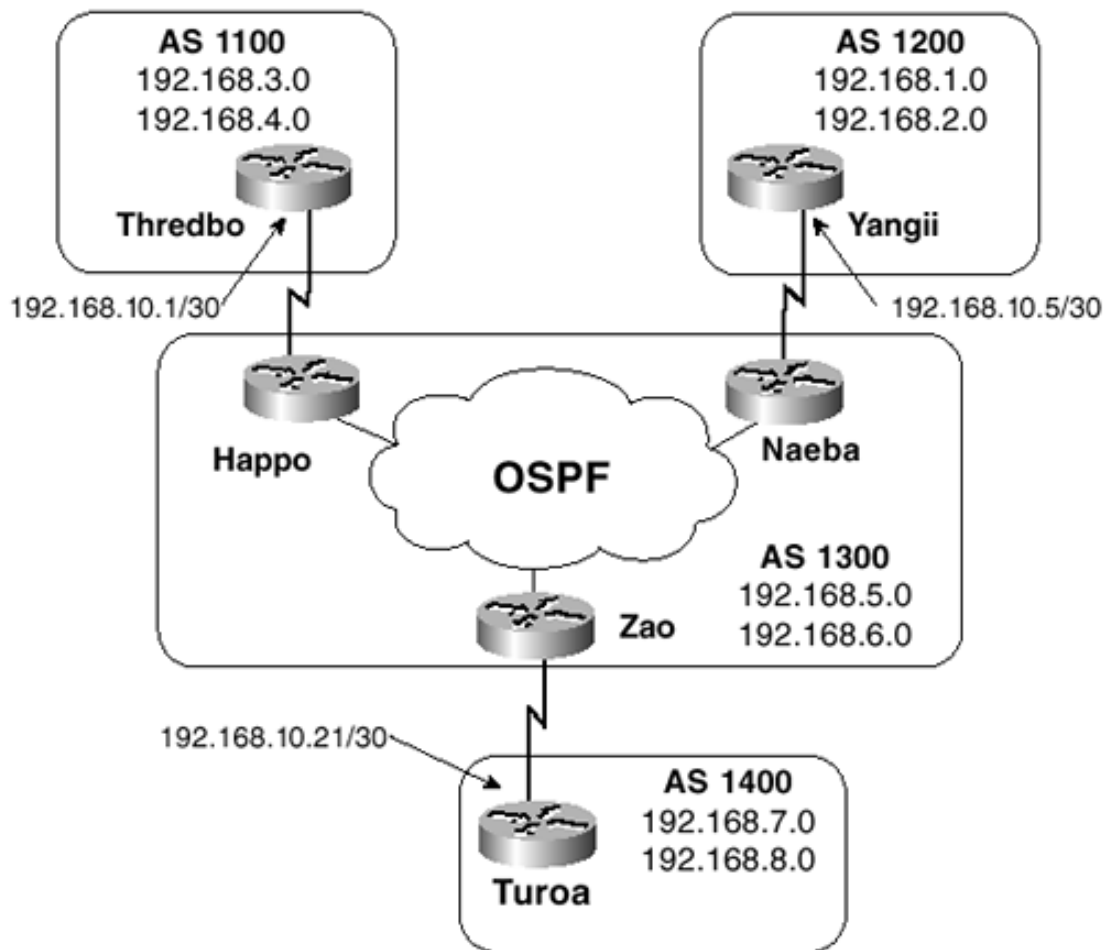 AS 1100
192.168.3.0
192.168.4.0
Thredbo
192.168.10.1/30
AS 1200
192.168.1.0
192.168.2.0
Yangii
192.168.10.5/30
Happo
OSPF
Naeba
AS 1300
192.168.5.0
192.168.6.0
Zao
192.168.10.21/30
AS 1400
192.168.7.0
192.168.8.0
Turoa